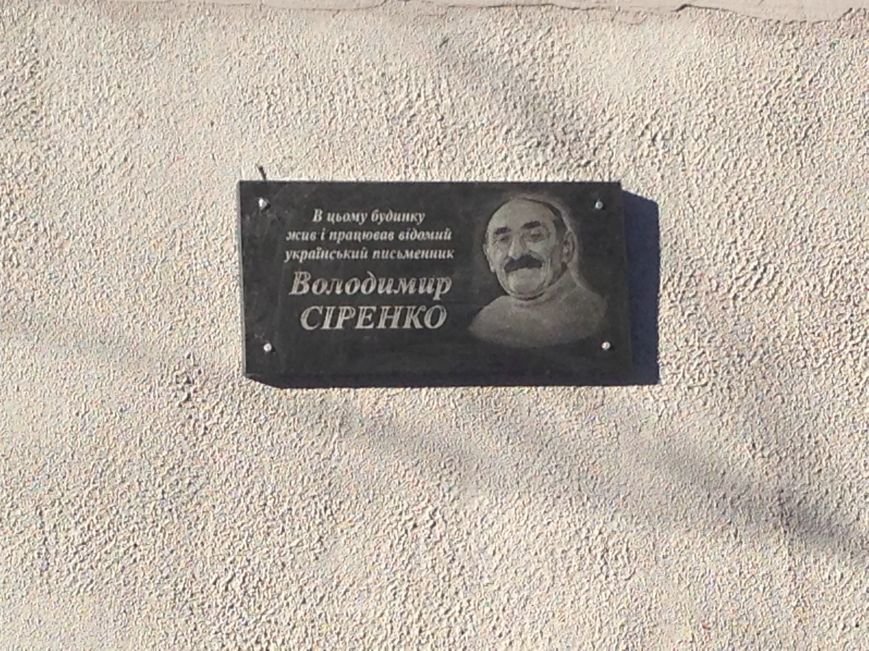 В цьому будинку
жив і працював відомий
український письменник
Володимир
СІРЕНКО